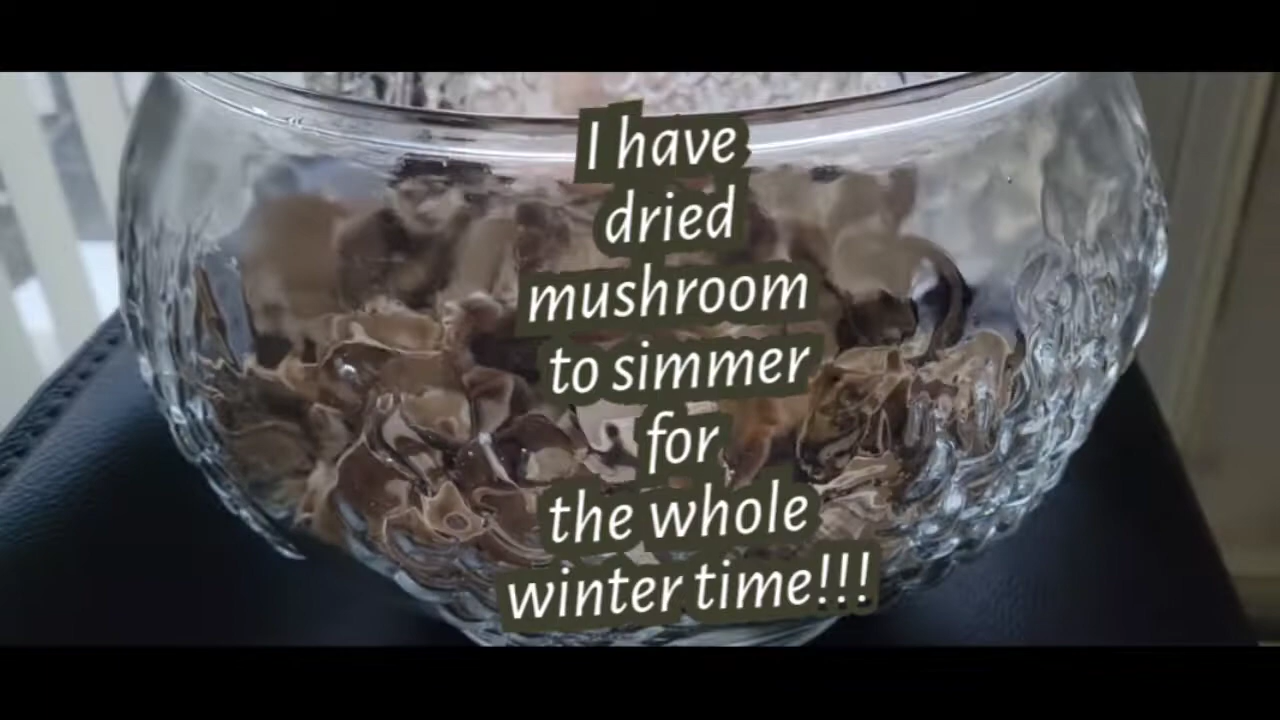 I have
dried
mushroom
to simmer
for
the whole
winter time!!!